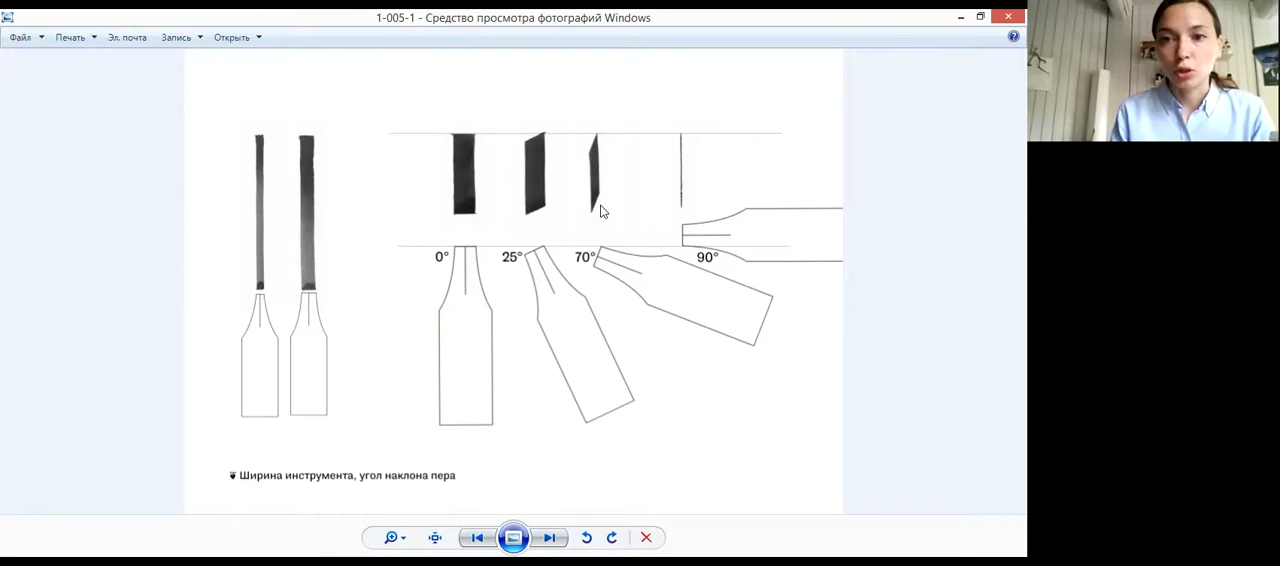 1-005-1 - Средство просмотра фотографий Windows
Файл Печать Эл. почта Запись Открыть
0° 25° 70° 90°
Ширина инструмента, угол наклона пера